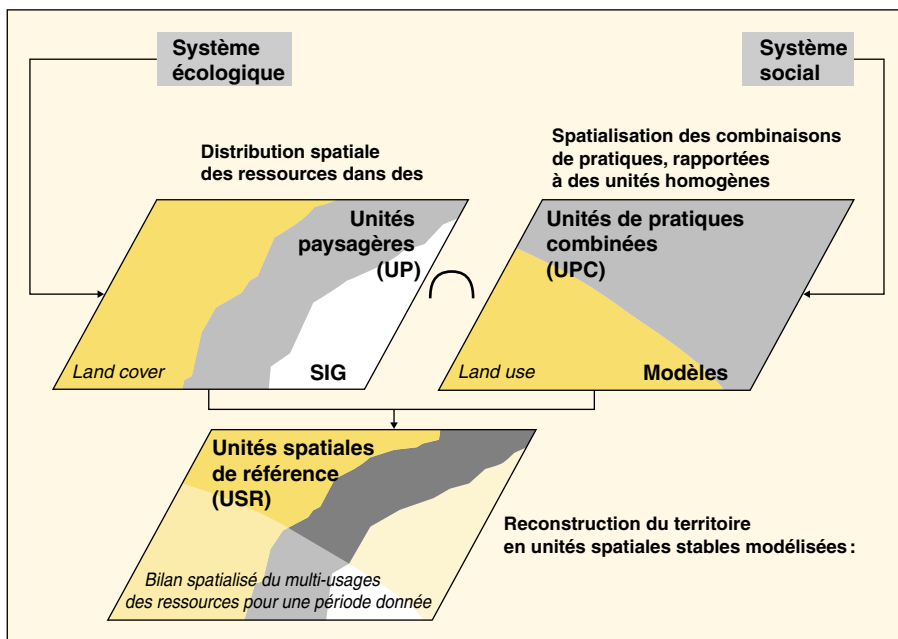 Système
écologique
Système
social
Distribution spatiale
des ressources dans des
Spatialisation des combinaisons
de pratiques, rapportées
à des unités homogènes
Unités
paysagères
(UP)
Land cover
SIG
Unités de pratiques
combinées
(UPC)
Land use
Modèles
Unités spatiales
de référence
(USR)
Bilan spatialisé du multi-usages
des ressources pour une période donnée
Reconstruction du territoire
en unités spatiales stables modélisées :